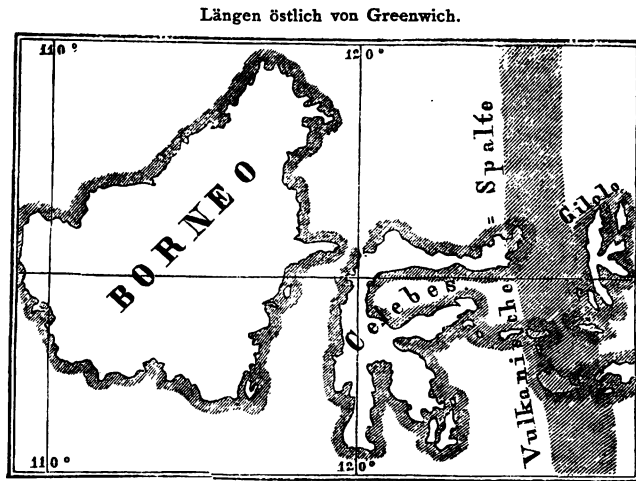 Längen östlich von Greenwich.
110°
120°
BORNEO
Celebes
Vulkanische = Spalte
Gilolo
110°
120°